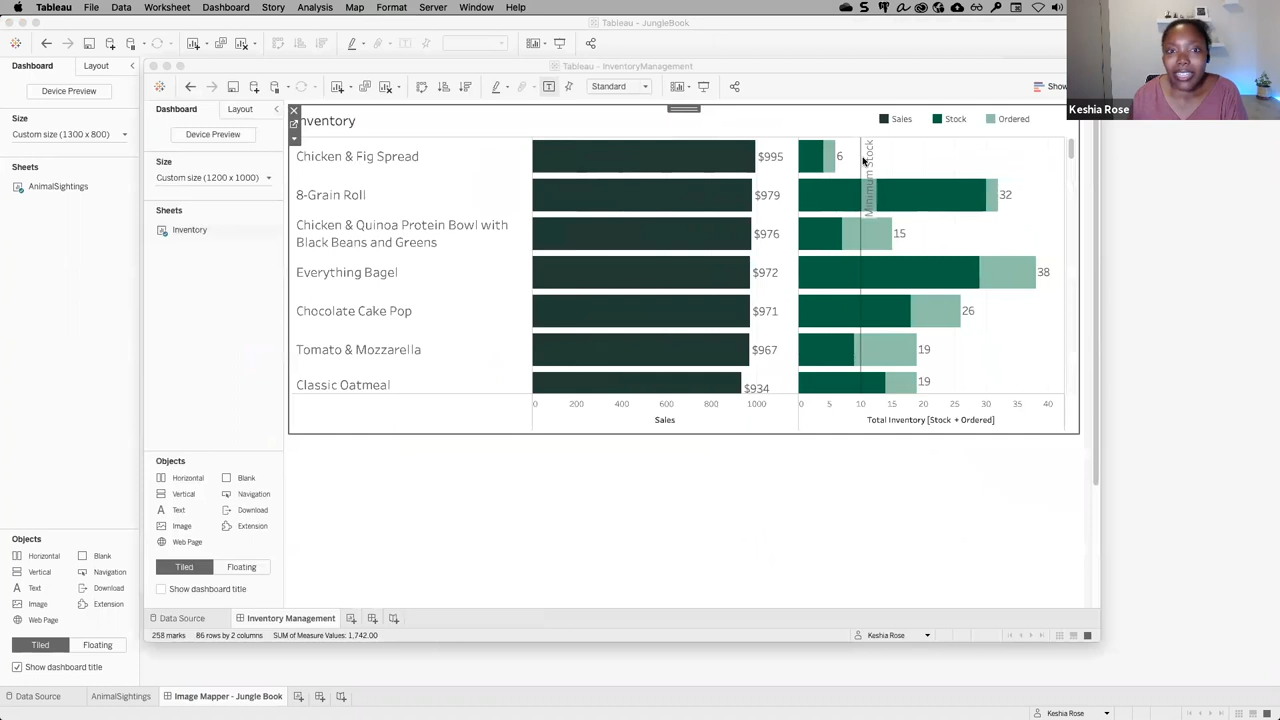 Tableau File Data Worksheet Dashboard Story Analysis Map Format Server Window Help
Tableau - JungleBook
Dashboard Layout
Device Preview
Size
Custom size (1300 x 800)
Sheets
AnimalSightings
Objects
Horizontal Blank
Vertical Navigation
Text Download
Image Extension
Web Page
Tiled Floating
Show dashboard title
Data Source AnimalSightings Image Mapper - Jungle Book
Keshia Rose
Tableau - InventoryManagement
Standard
Show
Dashboard Layout
Device Preview
Size
Custom size (1200 x 1000)
Sheets
Inventory
Objects
Horizontal Blank
Vertical Navigation
Text Download
Image Extension
Web Page
Tiled Floating
Show dashboard title
nventory
Sales Stock Ordered
Chicken & Fig Spread $995 6
8-Grain Roll $979 32
Chicken & Quinoa Protein Bowl with
Black Beans and Greens $976 15
Everything Bagel $972 38
Chocolate Cake Pop $971 26
Tomato & Mozzarella $967 19
Classic Oatmeal $934 19
Minimum Stock
0 200 400 600 800 1000 0 5 10 15 20 25 30 35 40
Sales Total Inventory [Stock + Ordered]
Data Source Inventory Management
258 marks 86 rows by 2 columns SUM of Measure Values: 1,742.00
Keshia Rose
Keshia Rose